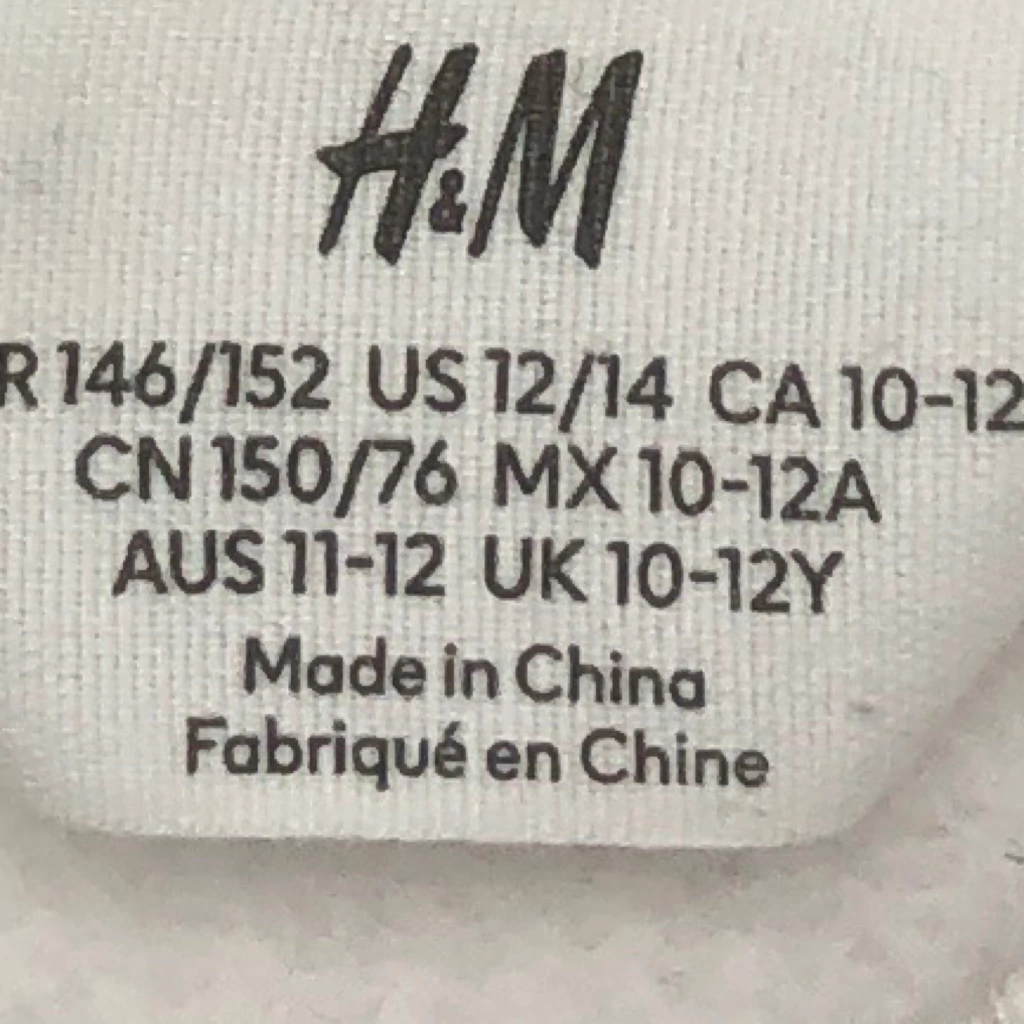 H&M
R 146/152 US 12/14 CA 10-12
CN 150/76 MX 10-12A
AUS 11-12 UK 10-12Y
Made in China
Fabriqué en Chine